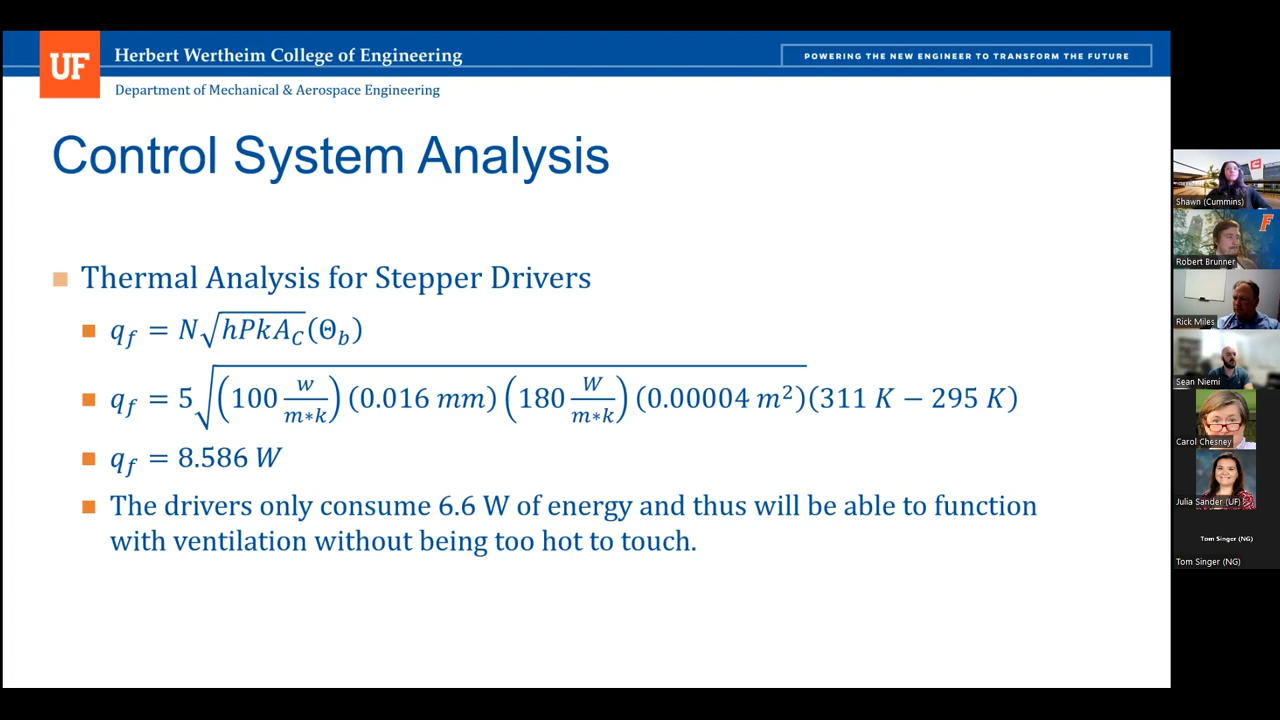 UF
Herbert Wertheim College of Engineering
POWERING THE NEW ENGINEER TO TRANSFORM THE FUTURE
Department of Mechanical & Aerospace Engineering
Control System Analysis
Thermal Analysis for Stepper Drivers
q_f = N√(hPkA_C)(Θ_b)
q_f = 5√((100 w/(m∗k))(0.016 mm)(180 W/(m∗k))(0.00004 m²))(311 K − 295 K)
q_f = 8.586 W
The drivers only consume 6.6 W of energy and thus will be able to function
with ventilation without being too hot to touch.
Shawn (Cummins)
F
Robert Brunner
Rick Miles
Sean Niemi
Carol Chesney
Julia Sander (UF)
Tom Singer (NG)
Tom Singer (NG)